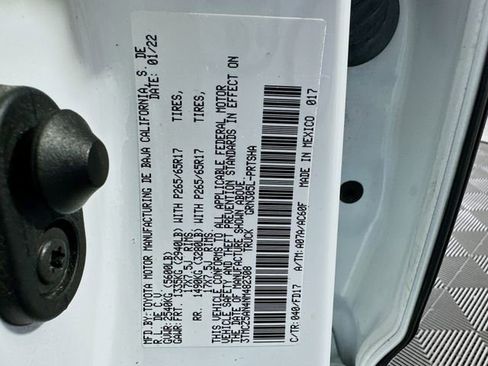 MFD.BY:TOYOTA MOTOR MANUFACTURING DE BAJA CALIFORNIA, S. DE
R.L. DE C.V. DATE: 01/22
GVWR: 2540KG (5600LB)
GAWR: FRT. 1335KG (2940LB) WITH P265/65R17 TIRES,
17X7.5J RIMS
RR. 1490KG (3280LB) WITH P265/65R17 TIRES,
17X7.5J RIMS
THIS VEHICLE CONFORMS TO ALL APPLICABLE FEDERAL MOTOR
VEHICLE SAFETY AND THEFT PREVENTION STANDARDS IN EFFECT ON
THE DATE OF MANUFACTURE SHOWN ABOVE.
TRUCK GRN305L-PRTSHA
C/TR:040/FD17
A/TM:A07A/AC60F MADE IN MEXICO 017